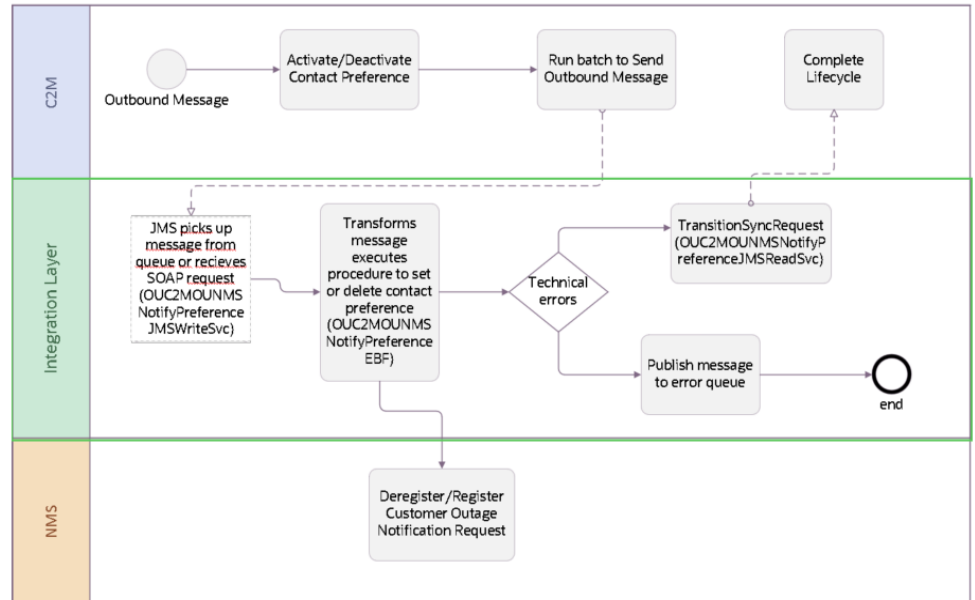 C2M
Outbound Message
Activate/Deactivate
Contact Preference
Run batch to Send
Outbound Message
Complete
Lifecycle
Integration Layer
JMS picks up
message from
queue or recieves
SOAP request
(OUC2MOUNMS
NotifyPreference
JMSWriteSvc)
Transforms
message
executes
procedure to set
or delete contact
preference
(OUC2MOUNMS
NotifyPreference
EBF)
Technical
errors
TransitionSyncRequest
(OUC2MOUNMSNotifyP
referenceJMSReadSvc)
Publish message
to error queue
end
NMS
Deregister/Register
Customer Outage
Notification Request